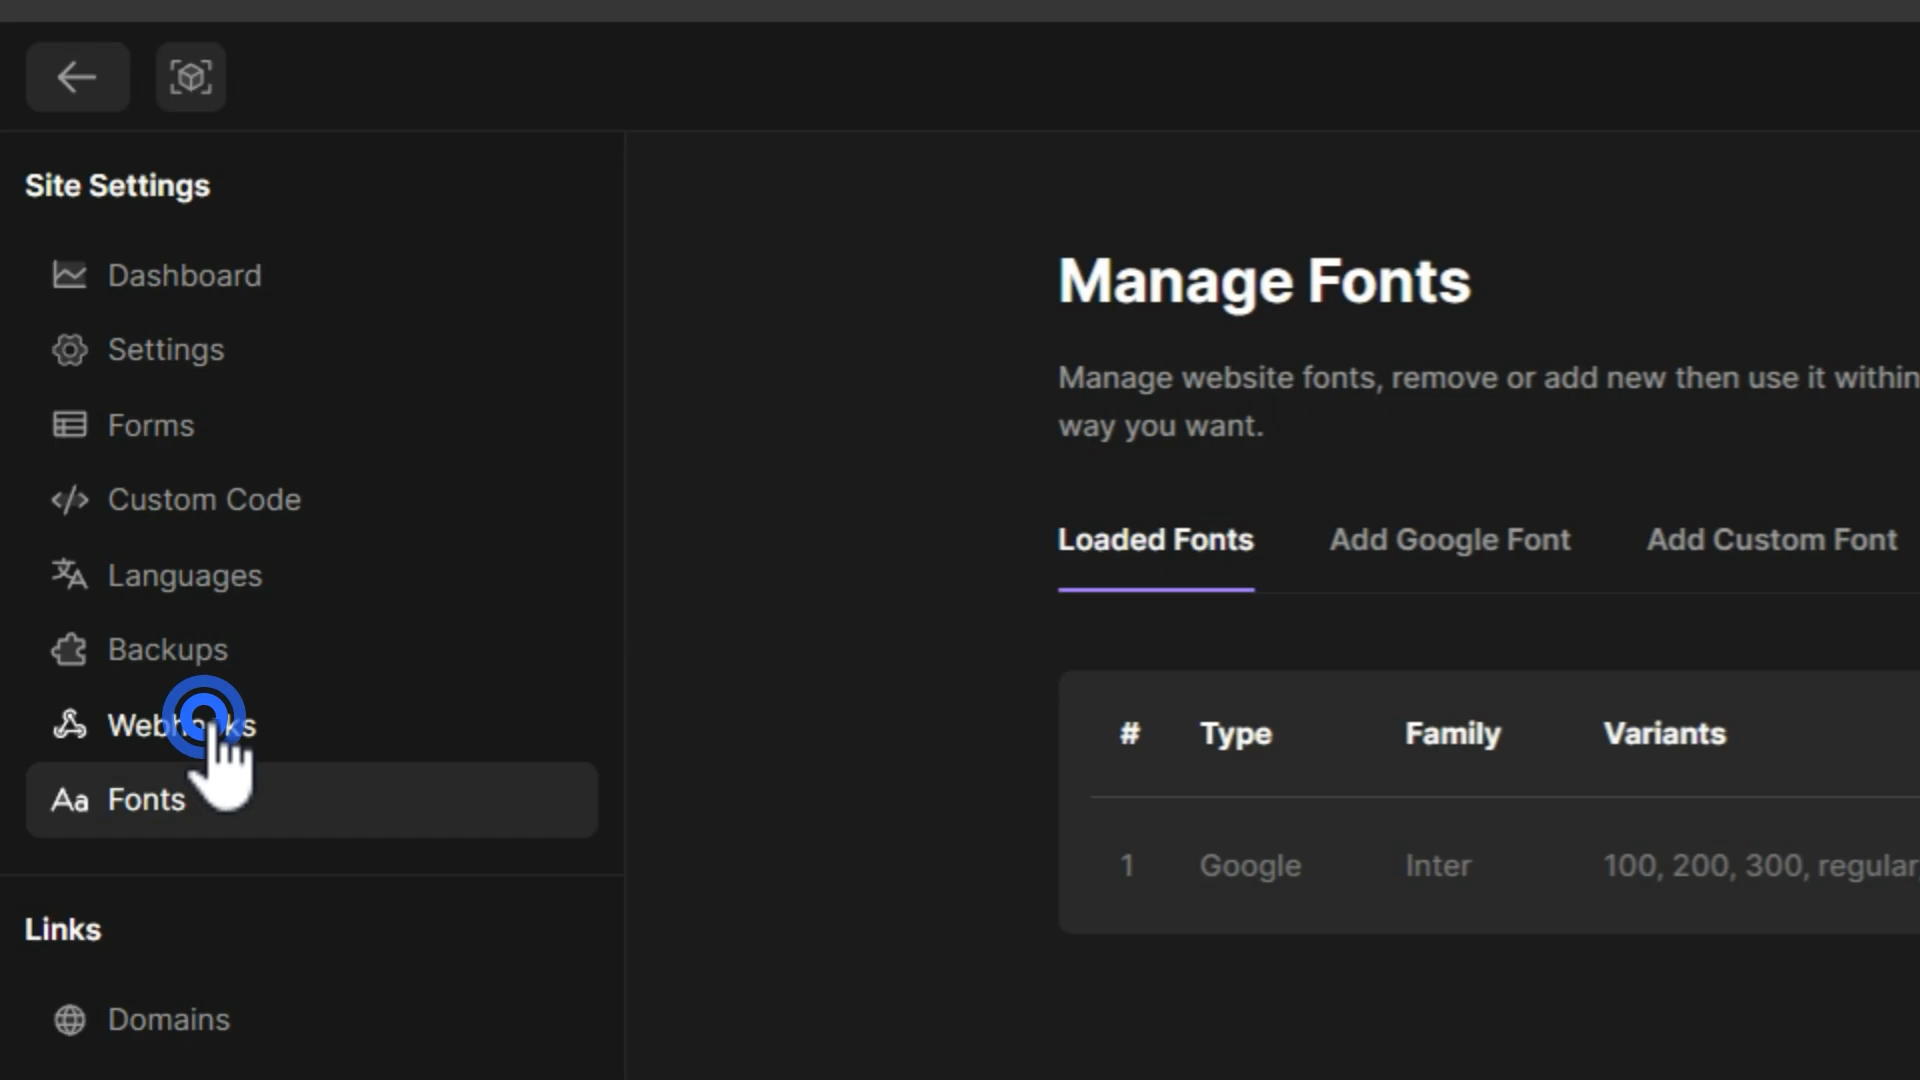 Site Settings
Dashboard
Settings
Forms
Custom Code
Languages
Backups
Webhooks
Aa Fonts
Links
Domains
Manage Fonts
Manage website fonts, remove or add new then use it within
way you want.
Loaded Fonts Add Google Font Add Custom Font
# Type Family Variants
1 Google Inter 100, 200, 300, regular,